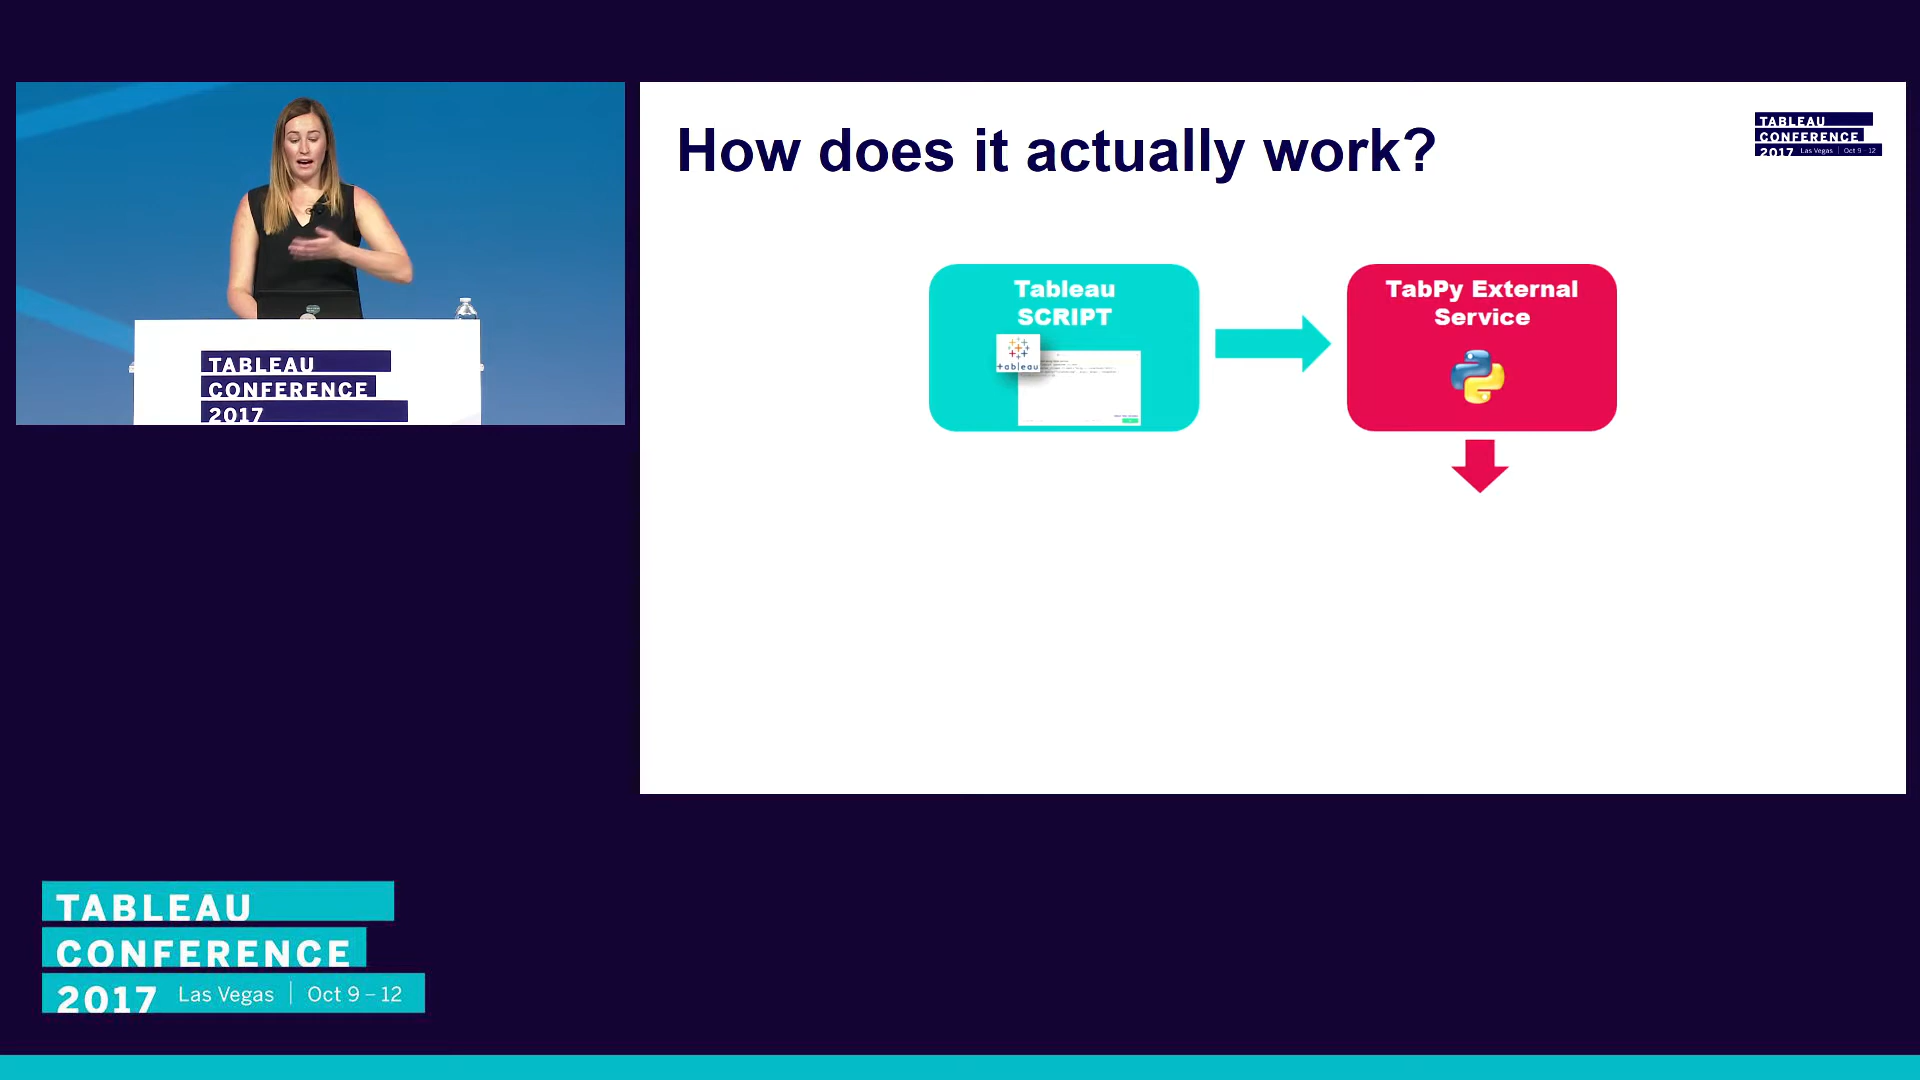 TABLEAU
CONFERENCE
2017
How does it actually work?
TABLEAU
CONFERENCE
2017 Las Vegas | Oct 9 - 12
Tableau
SCRIPT
+ableau
TabPy External
Service
TABLEAU
CONFERENCE
2017 Las Vegas | Oct 9 – 12